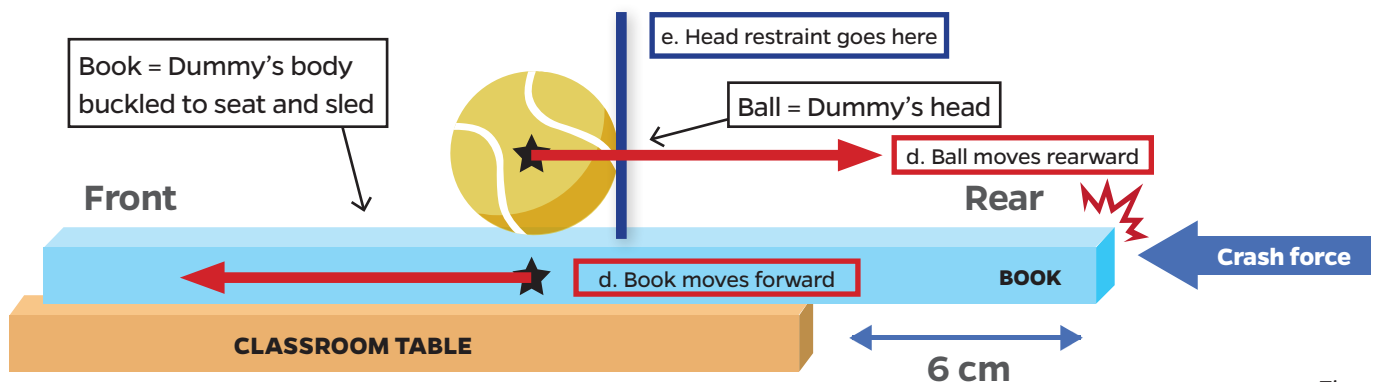 e. Head restraint goes here
Book = Dummy's body
buckled to seat and sled
Ball = Dummy's head
d. Ball moves rearward
Front
Rear
Crash force
d. Book moves forward
BOOK
CLASSROOM TABLE
6 cm